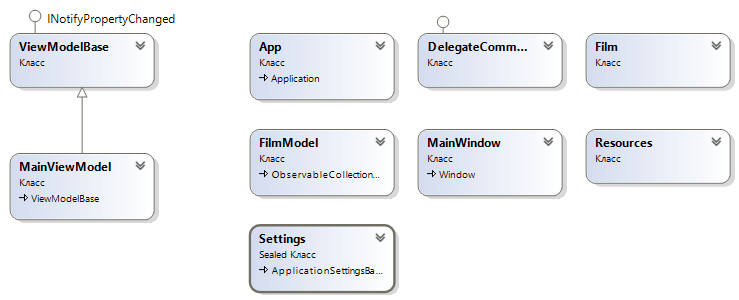 INotifyPropertyChanged
ViewModelBase
Класс
App
Класс
Application
DelegateComm...
Класс
Film
Класс
MainViewModel
Класс
ViewModelBase
FilmModel
Класс
ObservableCollection...
MainWindow
Класс
Window
Resources
Класс
Settings
Sealed Класс
ApplicationSettingsBa...